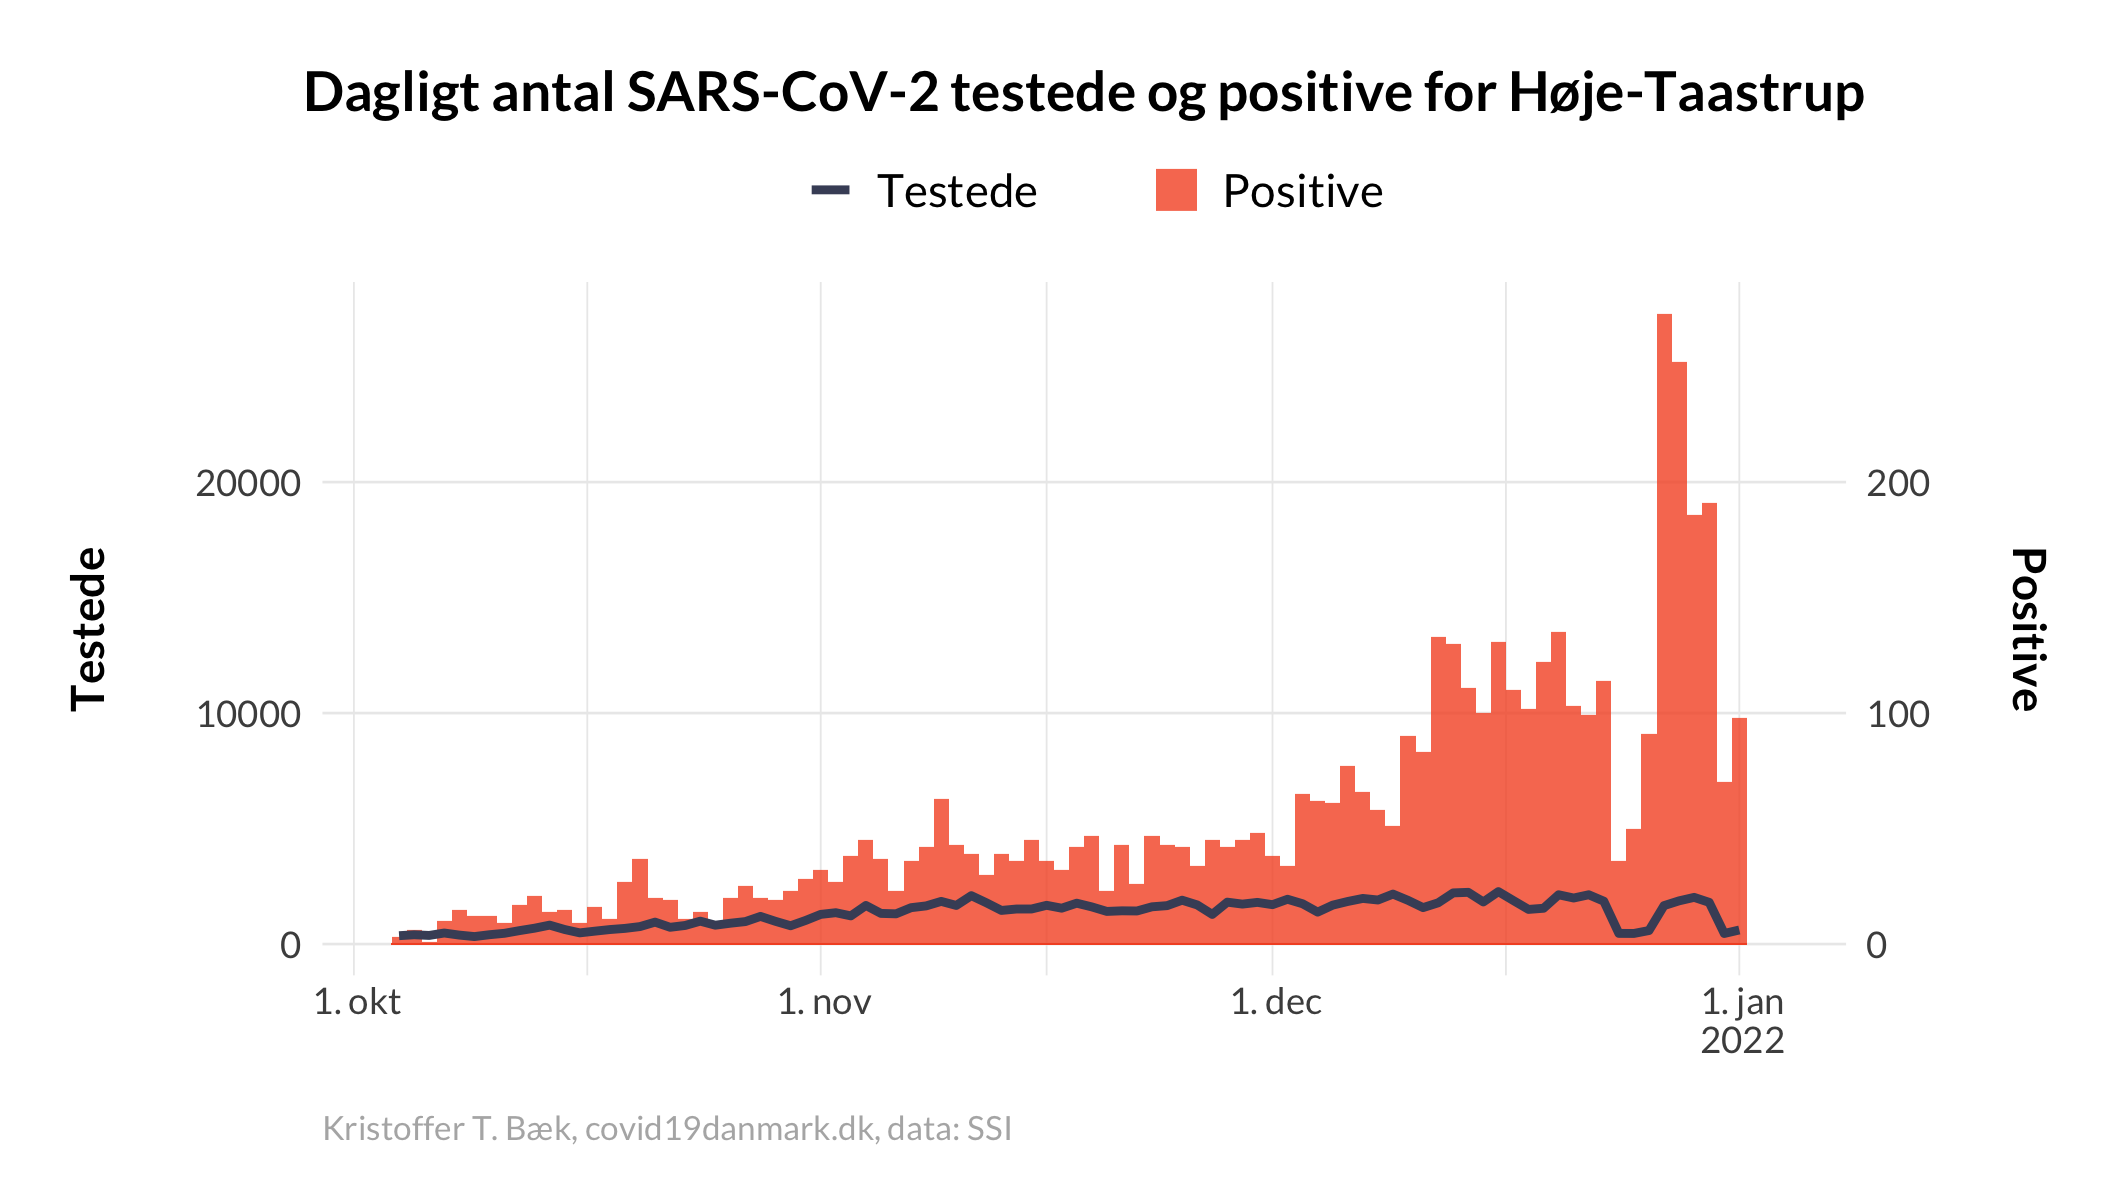 Dagligt antal SARS-CoV-2 testede og positive for Høje-Taastrup
Testede
Positive
20000
10000
0
Testede
200
100
0
Positive
1. okt
1. nov
1. dec
1. jan
2022
Kristoffer T. Bæk, covid19danmark.dk, data: SSI